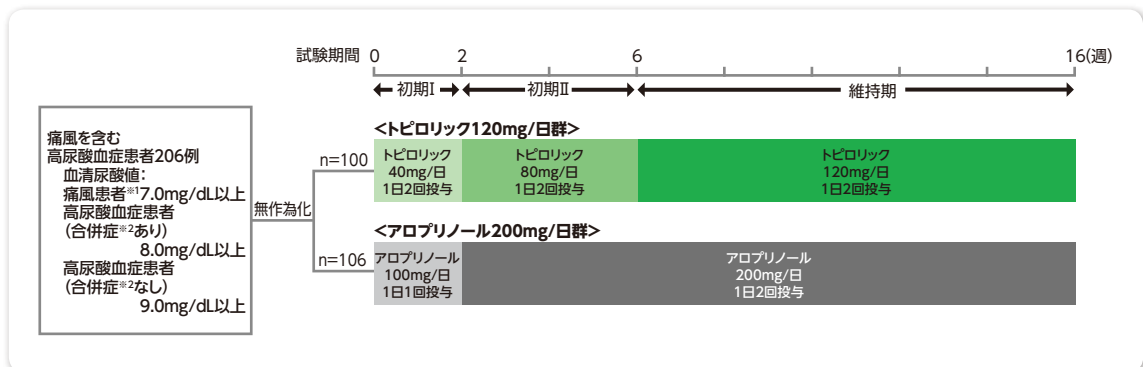 試験期間 0 2 6 16(週)
初期Ⅰ 初期Ⅱ 維持期
痛風を含む
高尿酸血症患者206例
血清尿酸値：
痛風患者※1 7.0mg/dL以上
高尿酸血症患者
（合併症※2あり）
8.0mg/dL以上
高尿酸血症患者
（合併症※2なし）
9.0mg/dL以上
無作為化
<トピロリック120mg/日群>
n=100
トピロリック
40mg/日
1日2回投与
トピロリック
80mg/日
1日2回投与
トピロリック
120mg/日
1日2回投与
<アロプリノール200mg/日群>
n=106
アロプリノール
100mg/日
1日1回投与
アロプリノール
200mg/日
1日2回投与